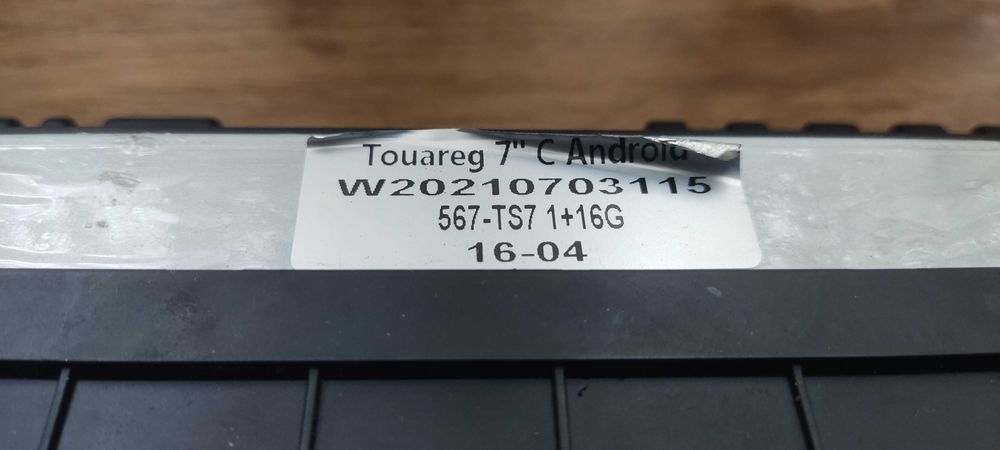 Touareg 7" C Android
W20210703115
567-TS7 1+16G
16-04